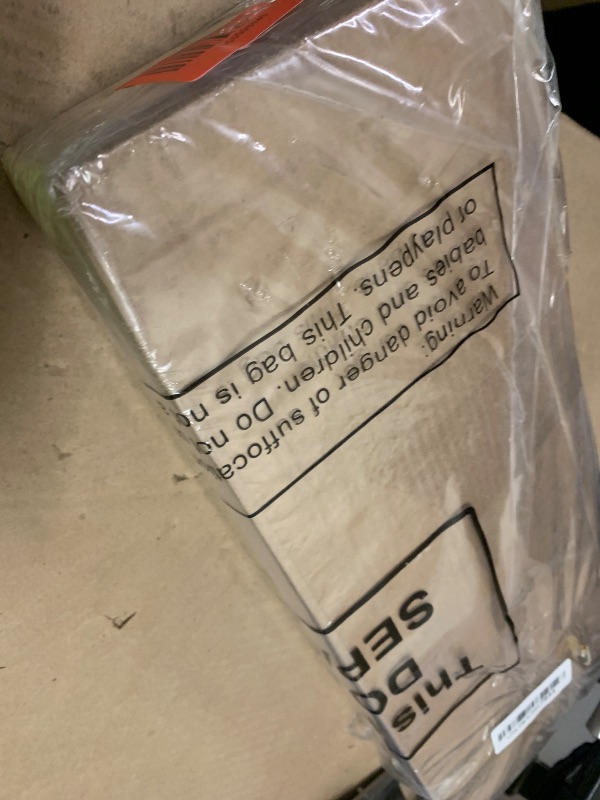 Warning:
To avoid danger of suffoca
babies and children. Do no
or playpens. This bag is no
This
DO
SER